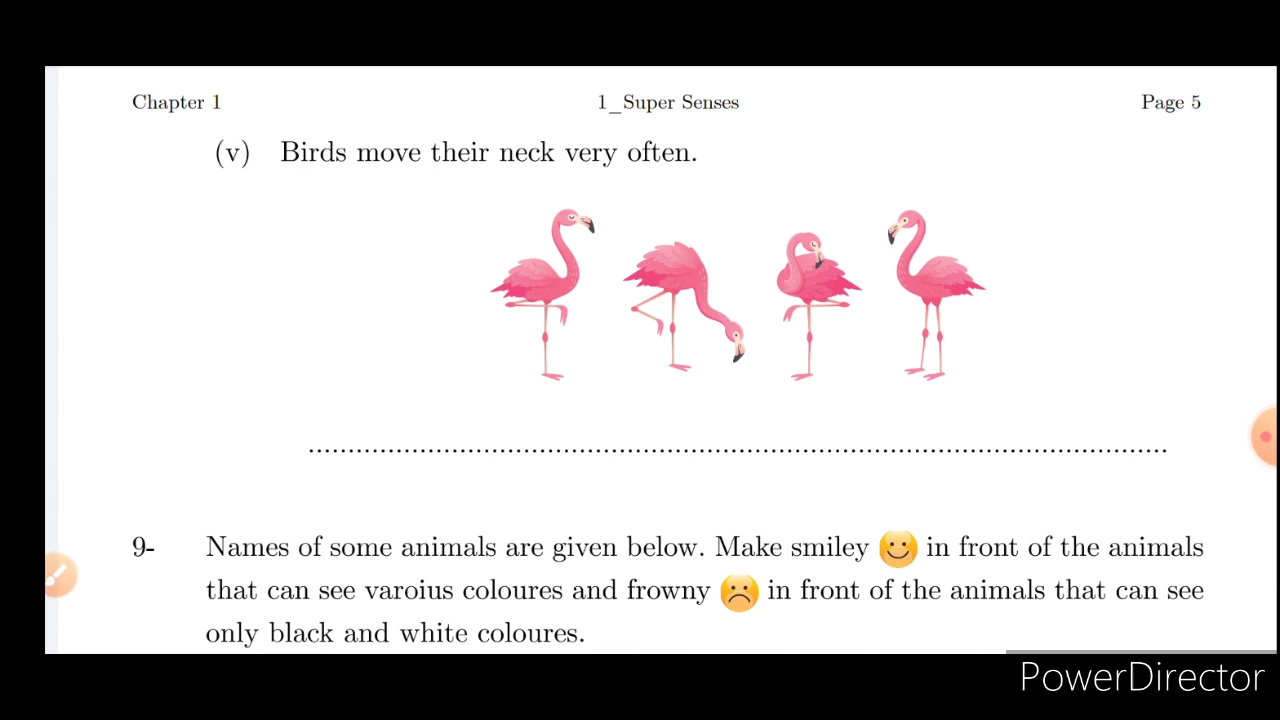 Chapter 1 1_Super Senses Page 5
(v) Birds move their neck very often.
................................................................................................................
9- Names of some animals are given below. Make smiley 🙂 in front of the animals
that can see varoius coloures and frowny ☹ in front of the animals that can see
only black and white coloures.
PowerDirector